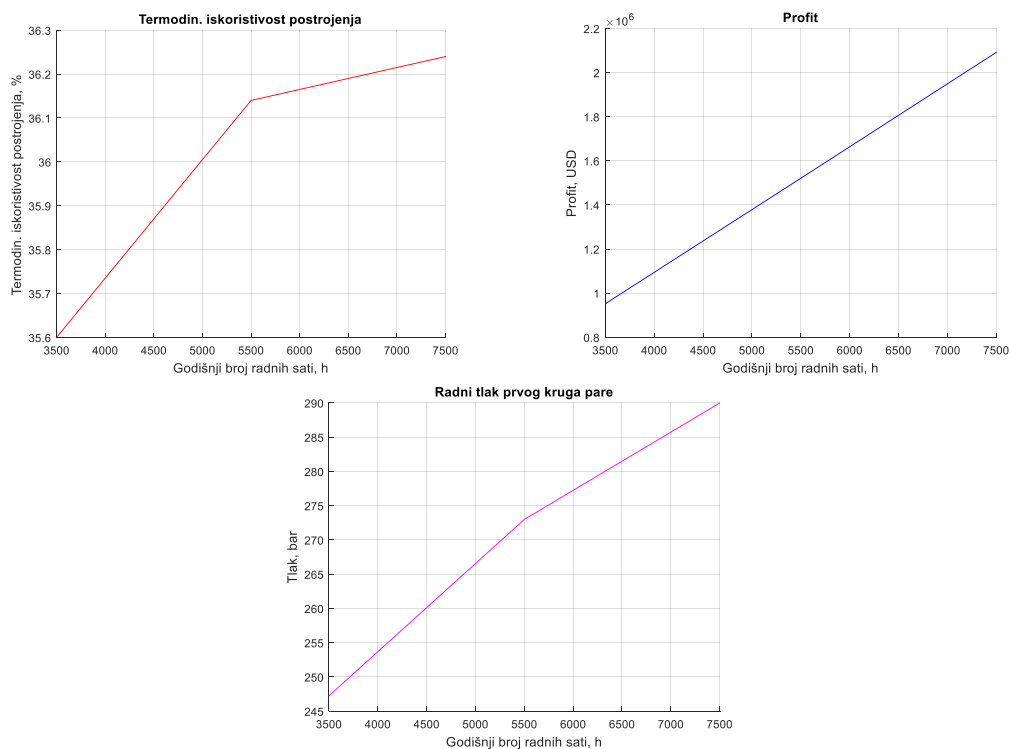 Termodin. iskoristivost postrojenja
Termodin. iskoristivost postrojenja, %
36.3
36.2
36.1
36
35.9
35.8
35.7
35.6
3500 4000 4500 5000 5500 6000 6500 7000 7500
Godišnji broj radnih sati, h
Profit
×10^6
Profit, USD
2.2
2
1.8
1.6
1.4
1.2
1
0.8
3500 4000 4500 5000 5500 6000 6500 7000 7500
Godišnji broj radnih sati, h
Radni tlak prvog kruga pare
Tlak, bar
290
285
280
275
270
265
260
255
250
245
3500 4000 4500 5000 5500 6000 6500 7000 7500
Godišnji broj radnih sati, h